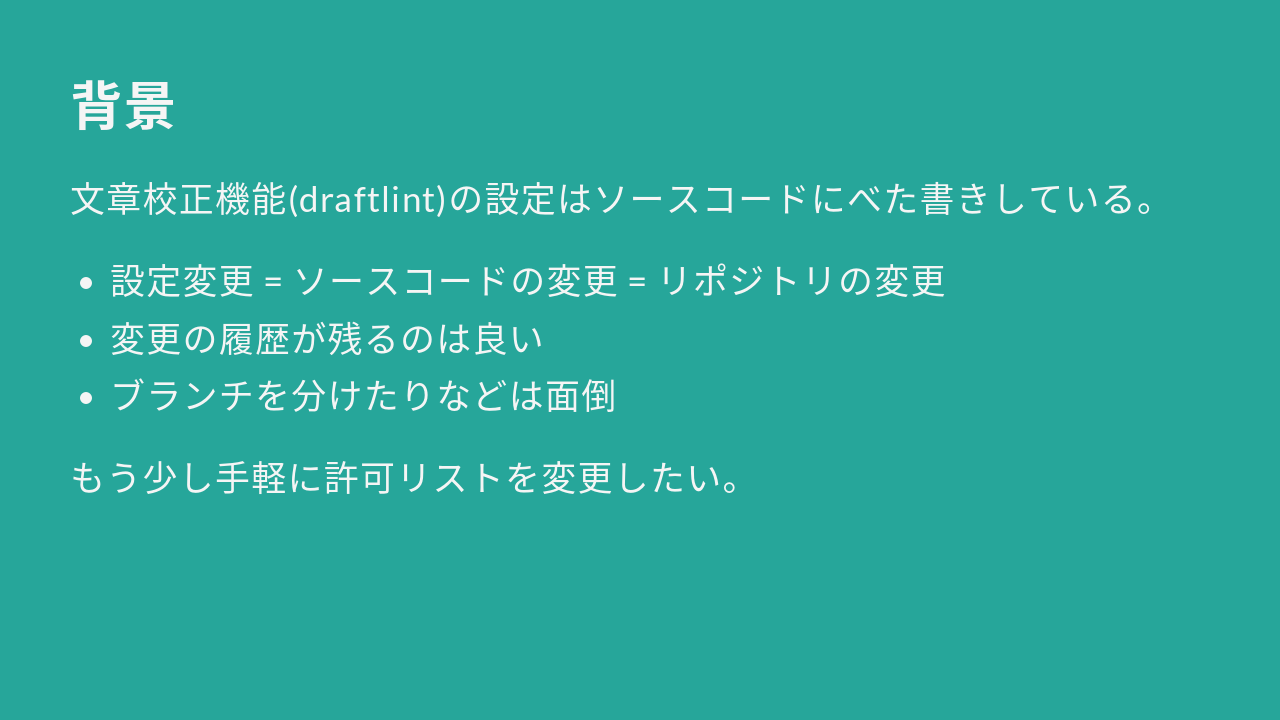 背景
文章校正機能(draftlint)の設定はソースコードにべた書きしている。
• 設定変更 = ソースコードの変更 = リポジトリの変更
• 変更の履歴が残るのは良い
• ブランチを分けたりなどは面倒
もう少し手軽に許可リストを変更したい。